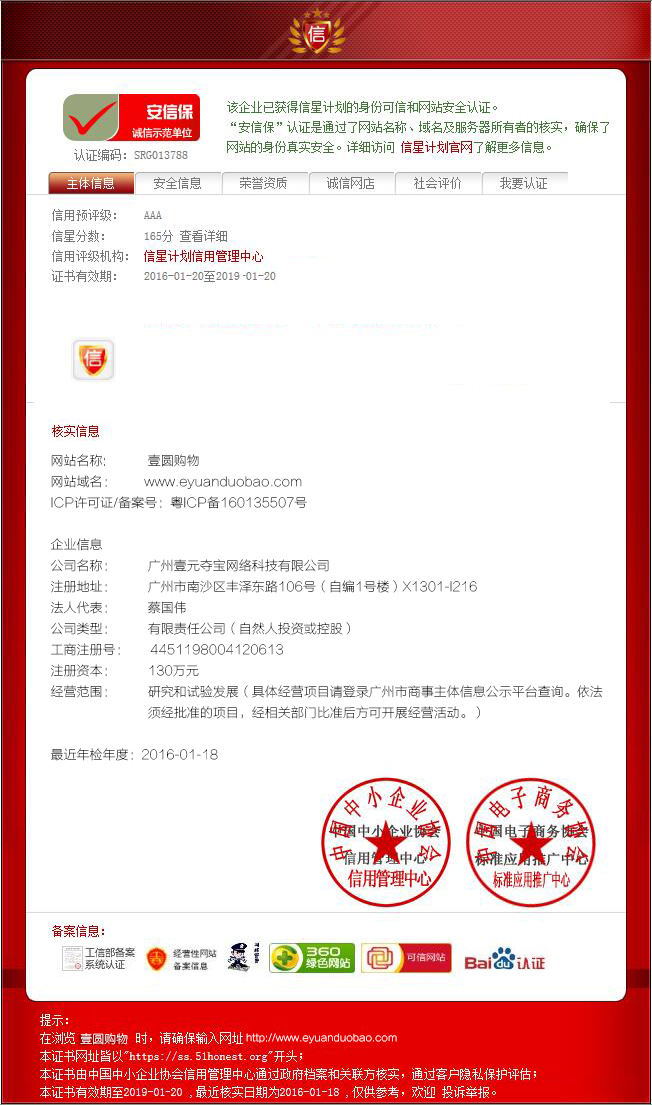 信
安信保
诚信示范单位
认证编码: SRG013788
该企业已获得信星计划的身份可信和网站安全认证。
“安信保”认证是通过了网站名称、域名及服务器所有者的核实，确保了
网站的身份真实安全。详细访问 信星计划官网了解更多信息。
主体信息 安全信息 荣誉资质 诚信网店 社会评价 我要认证
信用预评级： AAA
信星分数： 165分 查看详细
信用评级机构： 信星计划信用管理中心
证书有效期： 2016-01-20至2019-01-20
信
核实信息
网站名称： 壹圆购物
网站域名： www.eyuanduobao.com
ICP许可证/备案号：粤ICP备160135507号
企业信息
公司名称： 广州壹元夺宝网络科技有限公司
注册地址： 广州市南沙区丰泽东路106号（自编1号楼）X1301-I216
法人代表： 蔡国伟
公司类型： 有限责任公司（自然人投资或控股）
工商注册号： 4451198004120613
注册资本： 130万元
经营范围： 研究和试验发展（具体经营项目请登录广州市商事主体信息公示平台查询。依法
须经批准的项目，经相关部门比准后方可开展经营活动。）
最近年检年度：2016-01-18
中国中小企业协会
中国中小企业协会
信用管理中心
信用管理中心
中国电子商务协会
中国电子商务协会
标准应用推广中心
标准应用推广中心
备案信息：
工信部备案
系统认证
经营性网站
备案信息
360
绿色网站
可信网站
Bai du 认证
提示：
在浏览 壹圆购物 时，请确保输入网址http://www.eyuanduobao.com
本证书网址皆以"https://ss.51honest.org"开头；
本证书由中国中小企业协会信用管理中心通过政府档案和关联方核实，通过客户隐私保护评估；
本证书有效期至2019-01-20 ,最近核实日期为2016-01-18 ,仅供参考，欢迎 投诉举报。